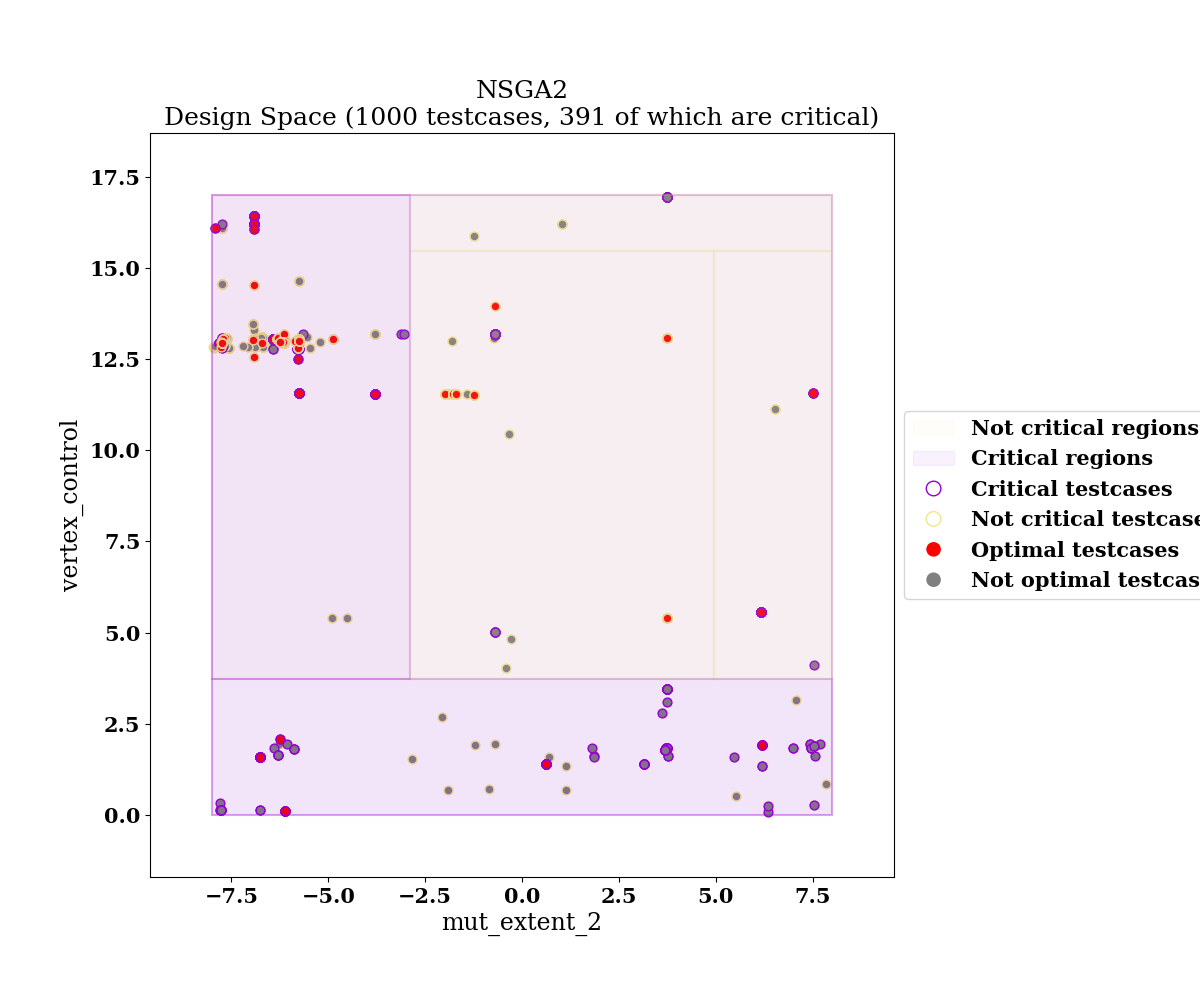 NSGA2
Design Space (1000 testcases, 391 of which are critical)
17.5
15.0
12.5
10.0
7.5
5.0
2.5
0.0
vertex_control
−7.5
−5.0
−2.5
0.0
2.5
5.0
7.5
mut_extent_2
Not critical regions
Critical regions
Critical testcases
Not critical testcase
Optimal testcases
Not optimal testcas